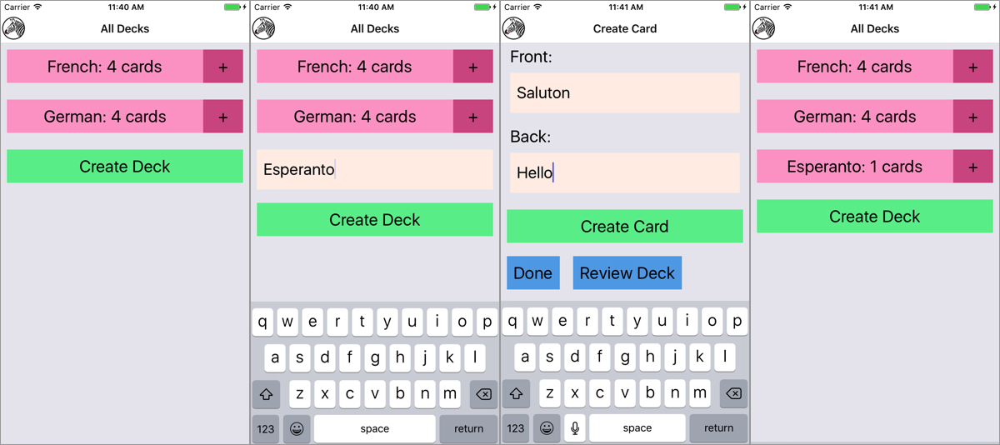 Carrier 11:40 AM
All Decks
French: 4 cards +
German: 4 cards +
Create Deck
Carrier 11:40 AM
All Decks
French: 4 cards +
German: 4 cards +
Esperanto
Create Deck
q w e r t y u i o p
a s d f g h j k l
z x c v b n m
123 space return
Carrier 11:41 AM
Create Card
Front:
Saluton
Back:
Hello
Create Card
Done Review Deck
q w e r t y u i o p
a s d f g h j k l
z x c v b n m
123 space return
Carrier 11:41 AM
All Decks
French: 4 cards +
German: 4 cards +
Esperanto: 1 cards +
Create Deck